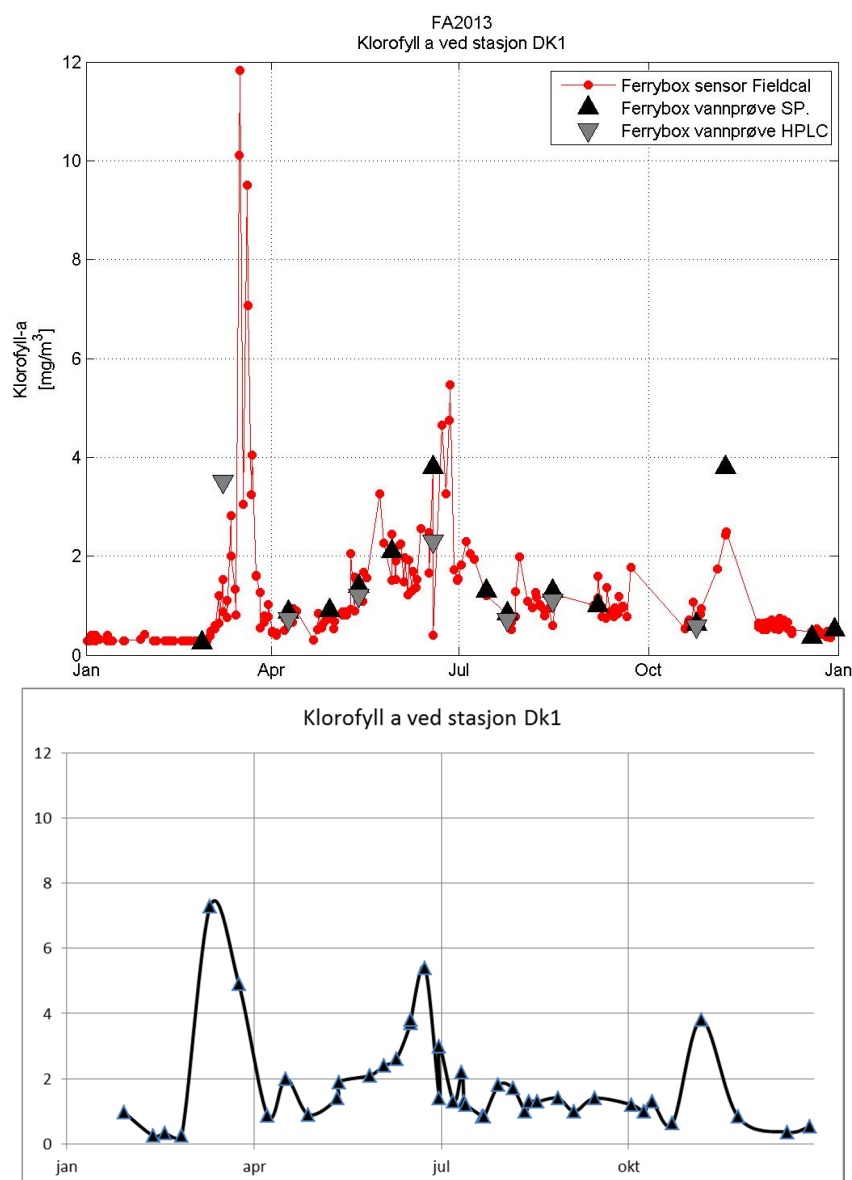 FA2013
Klorofyll a ved stasjon DK1
Ferrybox sensor Fieldcal
Ferrybox vannprøve SP.
Ferrybox vannprøve HPLC
Klorofyll-a
[mg/m³]
12
10
8
6
4
2
0
Jan Apr Jul Oct Jan
Klorofyll a ved stasjon Dk1
12
10
8
6
4
2
0
jan apr jul okt